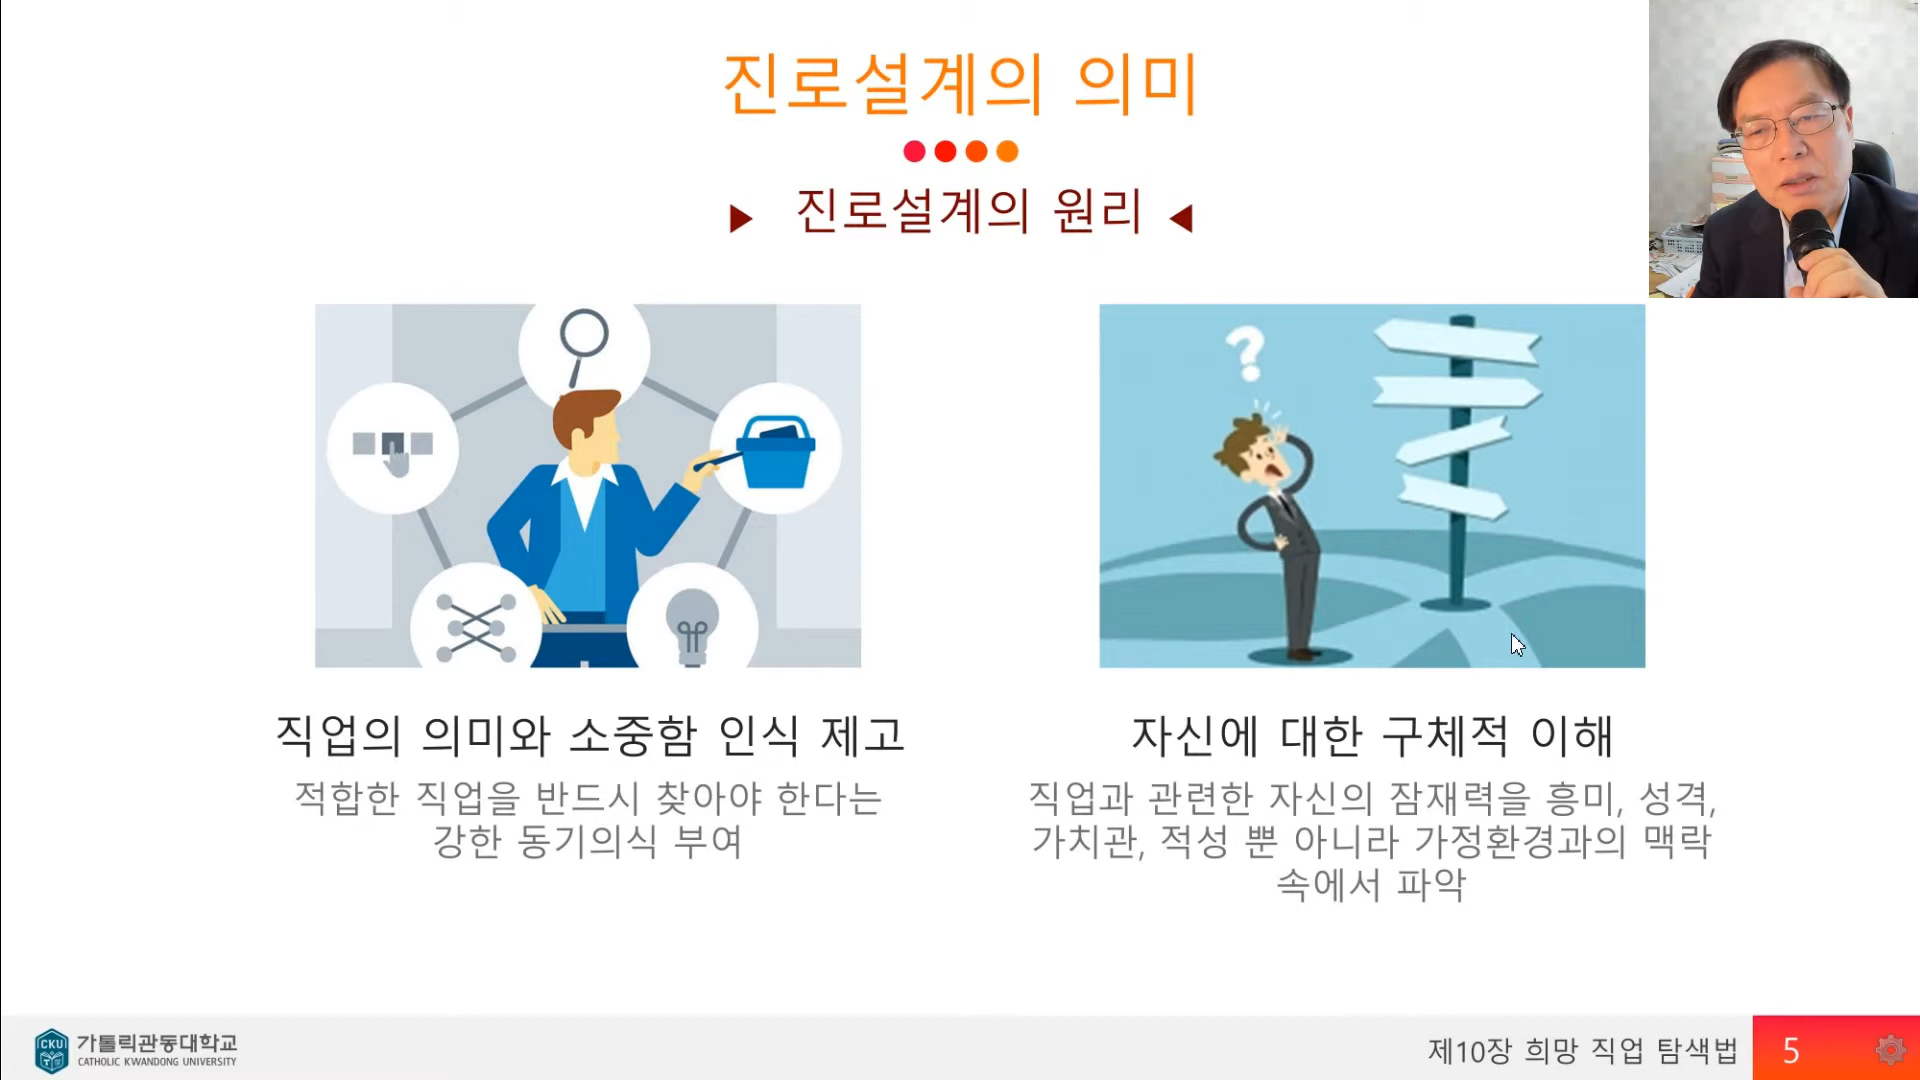 진로설계의 의미
▶ 진로설계의 원리 ◀
?
직업의 의미와 소중함 인식 제고
적합한 직업을 반드시 찾아야 한다는
강한 동기의식 부여
자신에 대한 구체적 이해
직업과 관련한 자신의 잠재력을 흥미, 성격,
가치관, 적성 뿐 아니라 가정환경과의 맥락
속에서 파악
CKU
가톨릭관동대학교
CATHOLIC KWANDONG UNIVERSITY
제10장 희망 직업 탐색법
5